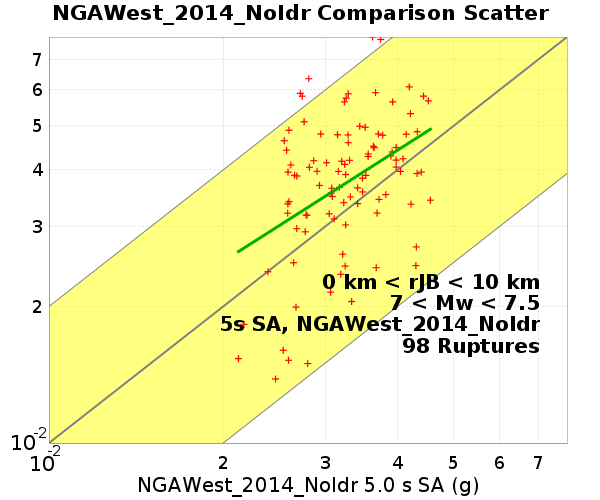 NGAWest_2014_NoIdr Comparison Scatter
7
6
5
4
3
2
10-2
0 km < rJB < 10 km
7 < Mw < 7.5
5s SA, NGAWest_2014_NoIdr
98 Ruptures
10-2
2 3 4 5 6 7
NGAWest_2014_NoIdr 5.0 s SA (g)